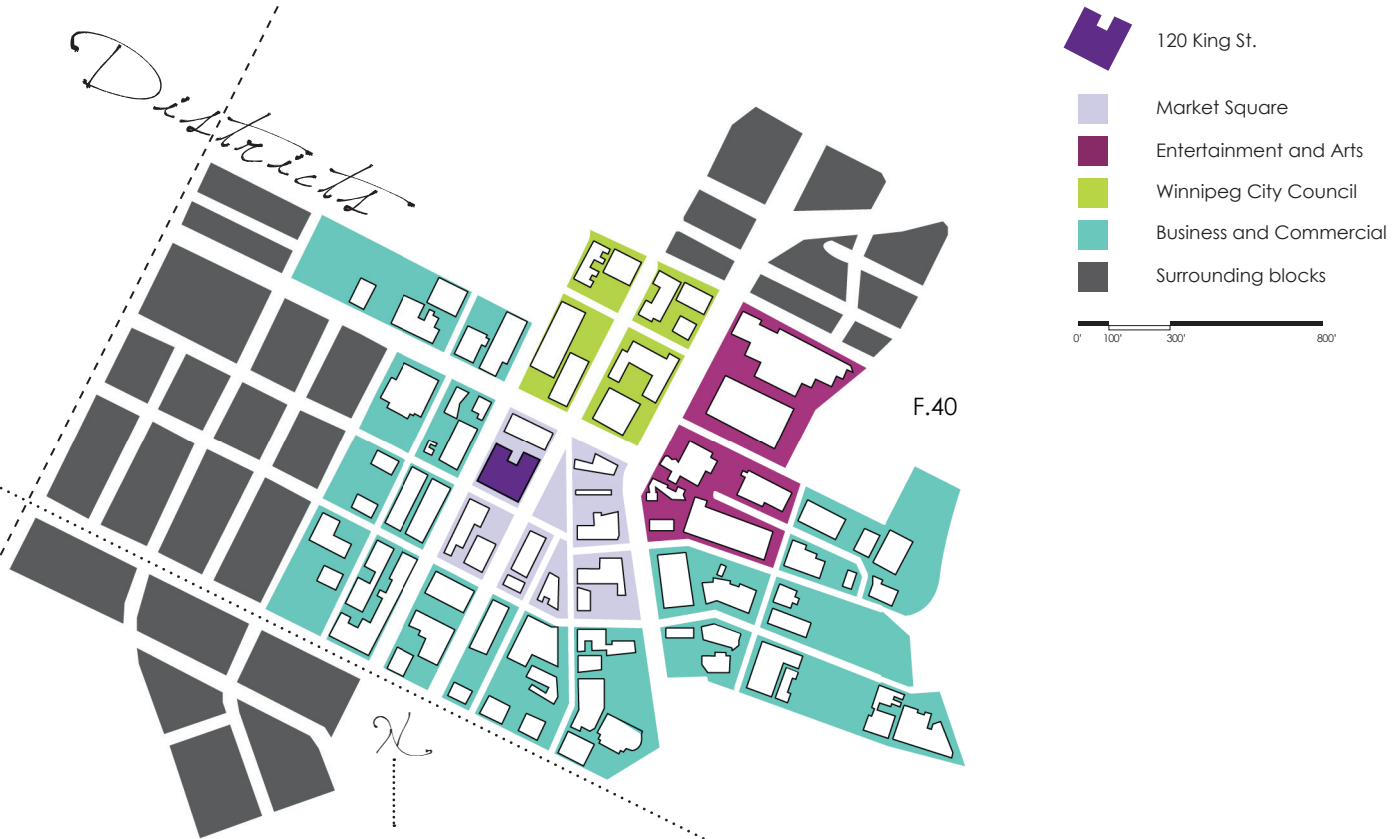 Districts
120 King St.
Market Square
Entertainment and Arts
Winnipeg City Council
Business and Commercial
Surrounding blocks
0' 100' 300' 800'
F.40